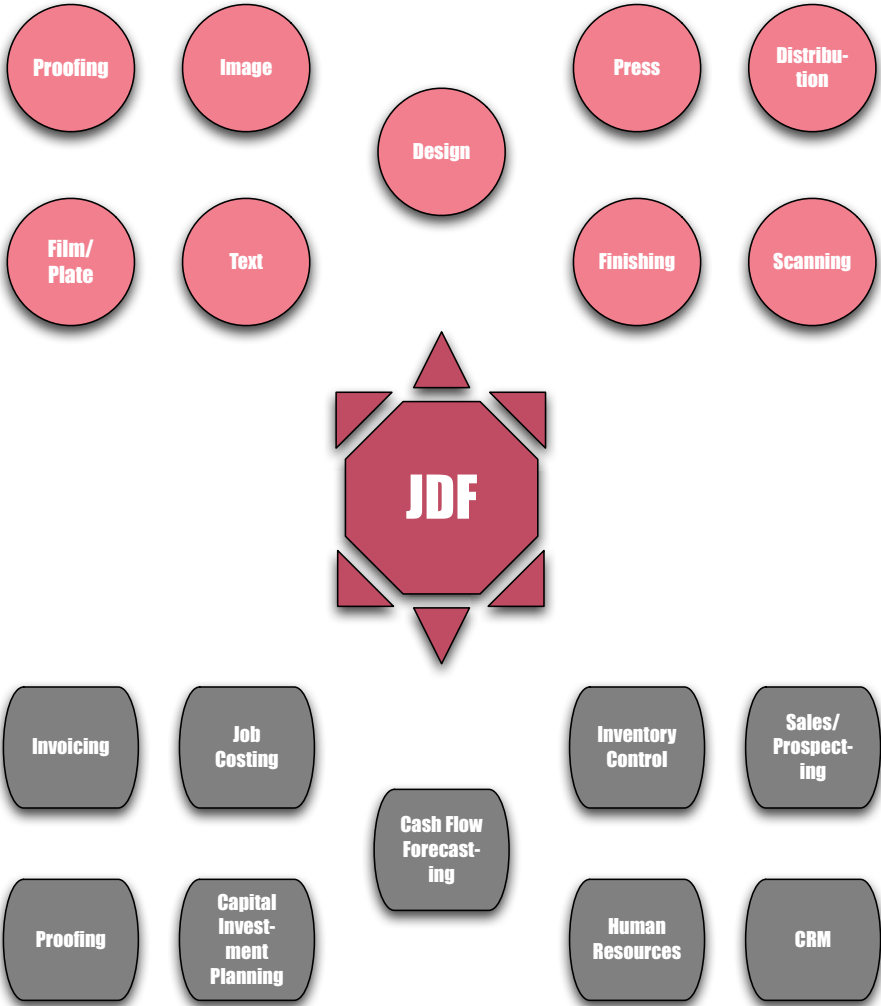 Proofing
Image
Press
Distribu-
tion
Design
Film/
Plate
Text
Finishing
Scanning
JDF
Invoicing
Job
Costing
Inventory
Control
Sales/
Prospect-
ing
Cash Flow
Forecast-
ing
Proofing
Capital
Invest-
ment
Planning
Human
Resources
CRM